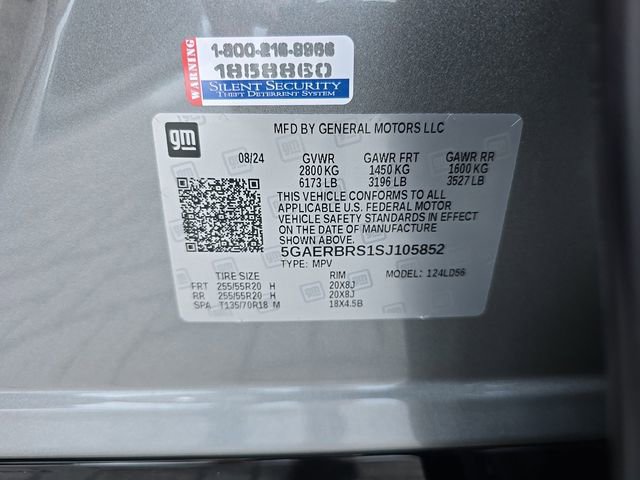 WARNING
1-800-216-9966
1858860
SILENT SECURITY
THEFT DETERRENT SYSTEM
gm
MFD BY GENERAL MOTORS LLC
08/24 GVWR GAWR FRT GAWR RR
2800 KG 1450 KG 1600 KG
6173 LB 3196 LB 3527 LB
THIS VEHICLE CONFORMS TO ALL
APPLICABLE U.S. FEDERAL MOTOR
VEHICLE SAFETY STANDARDS IN EFFECT
ON THE DATE OF MANUFACTURE
SHOWN ABOVE.
5GAERBRS1SJ105852
TYPE: MPV MODEL: 124LD56
TIRE SIZE RIM
FRT 255/55R20 H 20X8J
RR 255/55R20 H 20X8J
SPA T135/70R18 M 18X4.5B